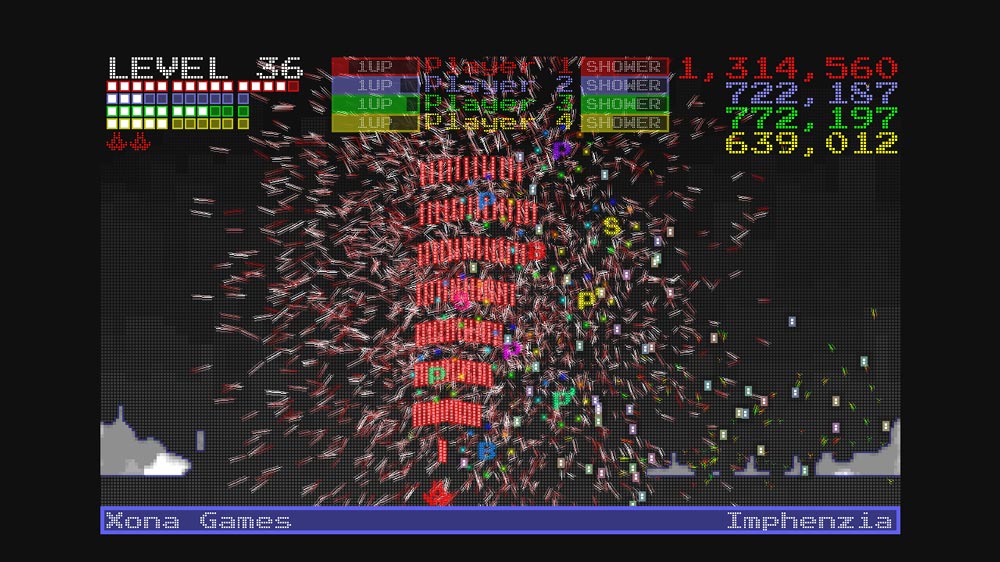 LEVEL 36
1UP Player 1 SHOWER 1,314,560
1UP Player 2 SHOWER 722,187
1UP Player 3 SHOWER 772,197
1UP Player 4 SHOWER 639,012
P
P
S
B
P
P
P
P
B
Xona Games Imphenzia